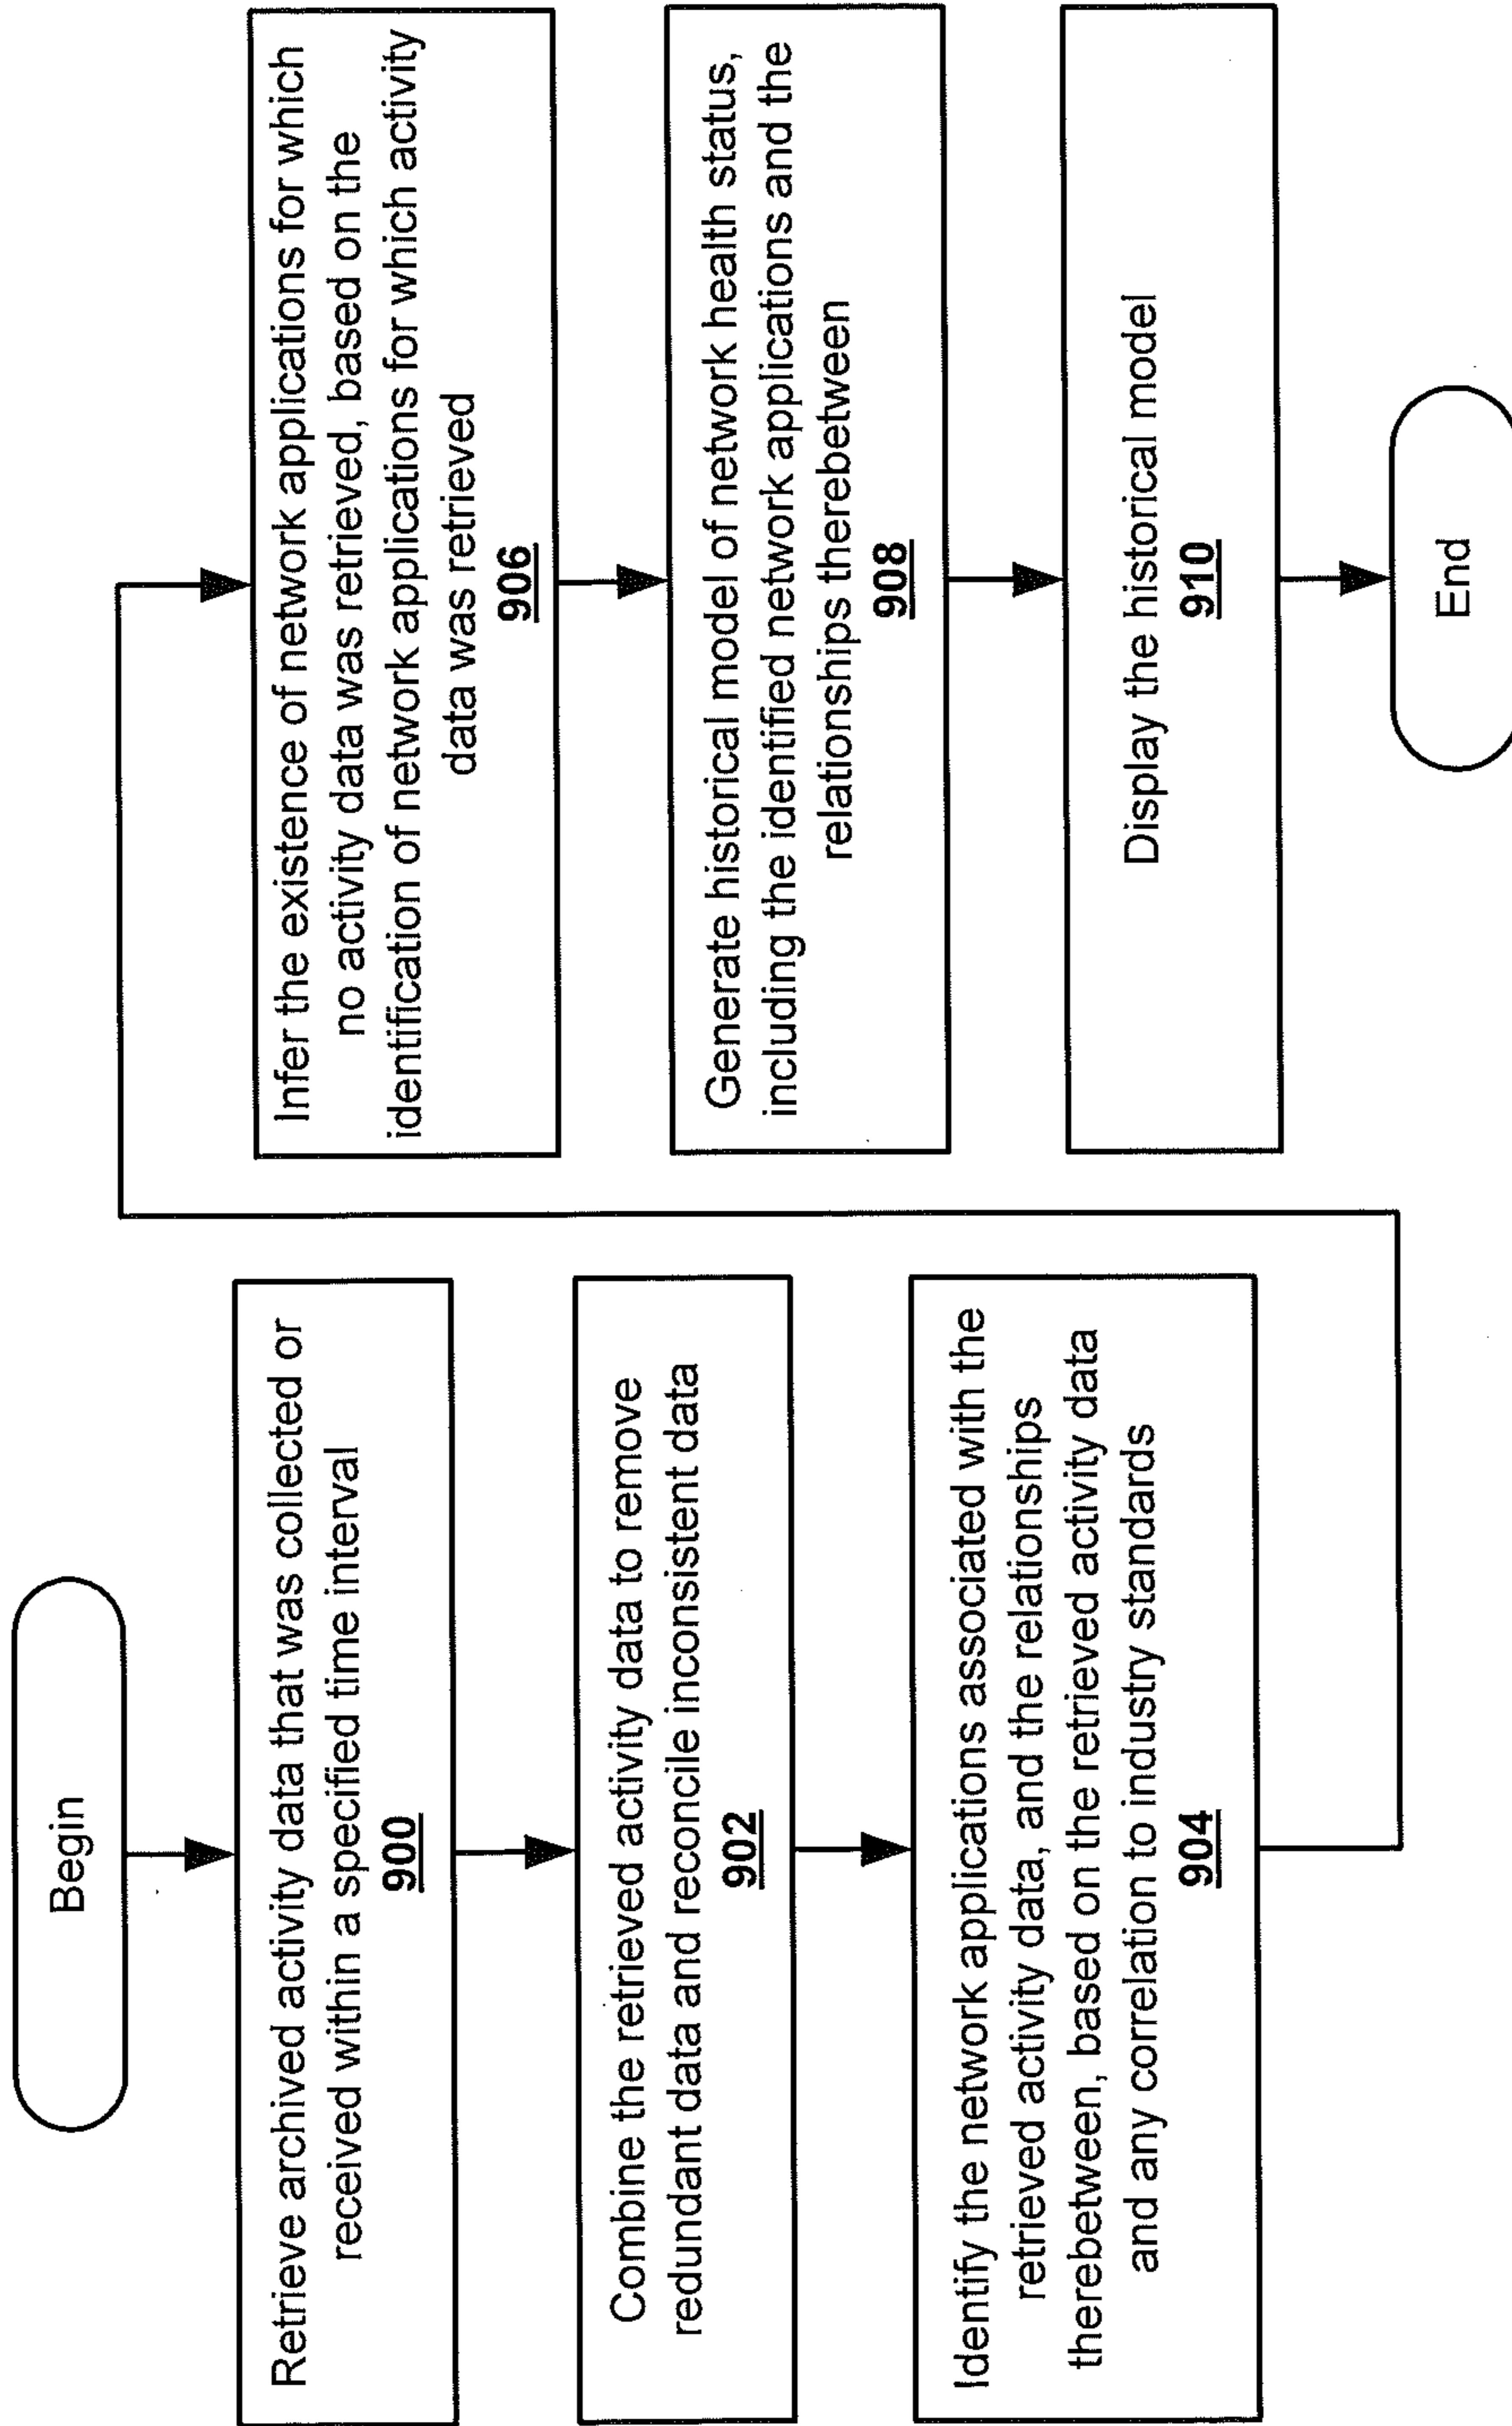 Begin
Retrieve archived activity data that was collected or
received within a specified time interval
900
Combine the retrieved activity data to remove
redundant data and reconcile inconsistent data
902
Identify the network applications associated with the
retrieved activity data, and the relationships
therebetween, based on the retrieved activity data
and any correlation to industry standards
904
Infer the existence of network applications for which
no activity data was retrieved, based on the
identification of network applications for which activity
data was retrieved
906
Generate historical model of network health status,
including the identified network applications and the
relationships therebetween
908
Display the historical model
910
End